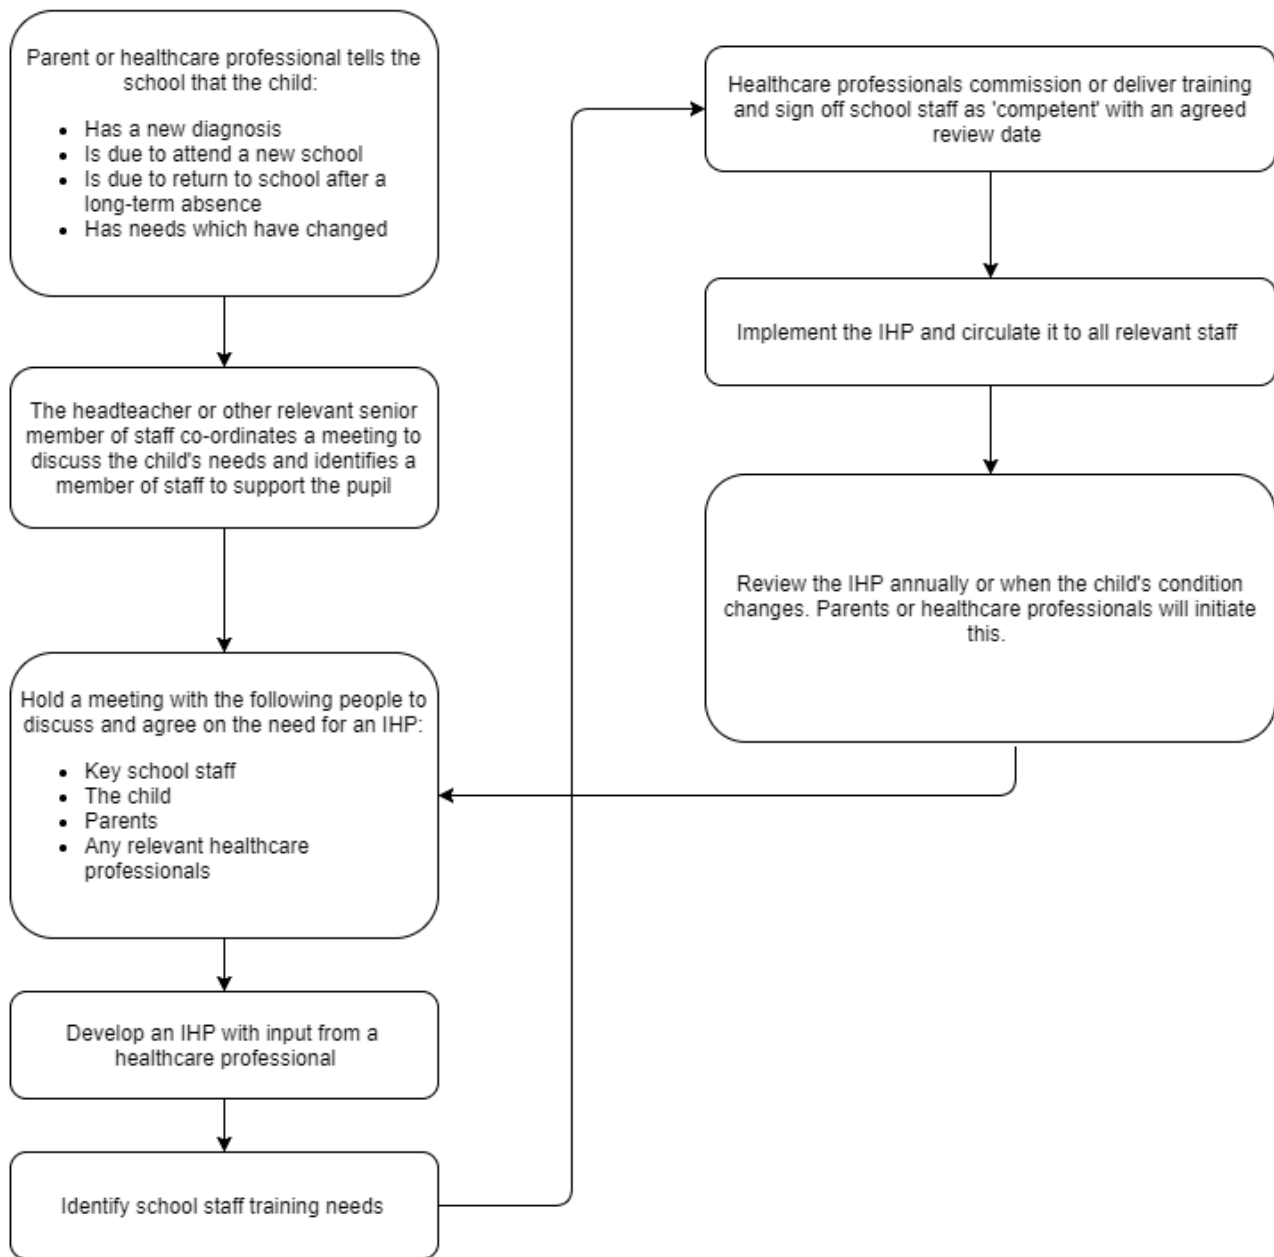 Parent or healthcare professional tells the
school that the child:
Has a new diagnosis
Is due to attend a new school
Is due to return to school after a
long-term absence
Has needs which have changed
The headteacher or other relevant senior
member of staff co-ordinates a meeting to
discuss the child's needs and identifies a
member of staff to support the pupil
Hold a meeting with the following people to
discuss and agree on the need for an IHP:
Key school staff
The child
Parents
Any relevant healthcare
professionals
Develop an IHP with input from a
healthcare professional
Identify school staff training needs
Healthcare professionals commission or deliver training
and sign off school staff as 'competent' with an agreed
review date
Implement the IHP and circulate it to all relevant staff
Review the IHP annually or when the child's condition
changes. Parents or healthcare professionals will initiate
this.